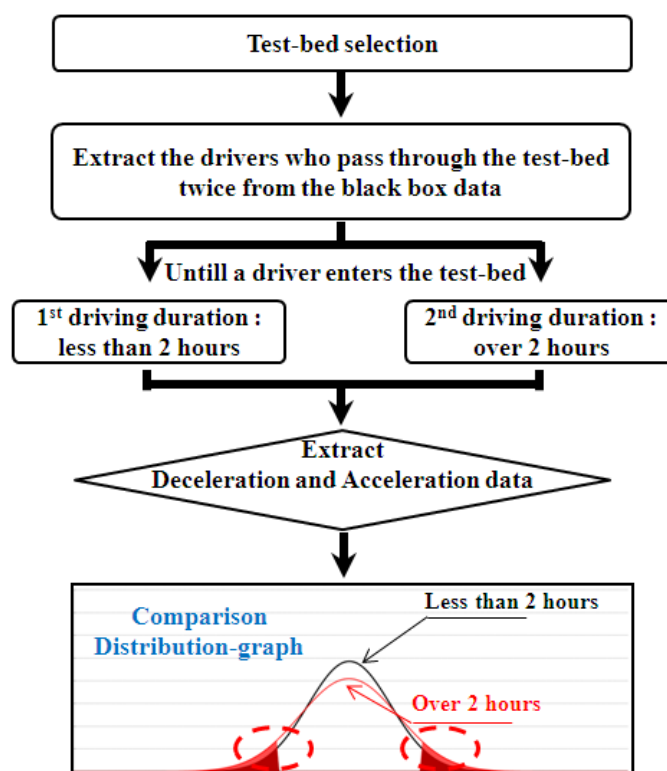 Test-bed selection
Extract the drivers who pass through the test-bed
twice from the black box data
Untill a driver enters the test-bed
1st driving duration :
less than 2 hours
2nd driving duration :
over 2 hours
Extract
Deceleration and Acceleration data
Comparison
Distribution-graph
Less than 2 hours
Over 2 hours